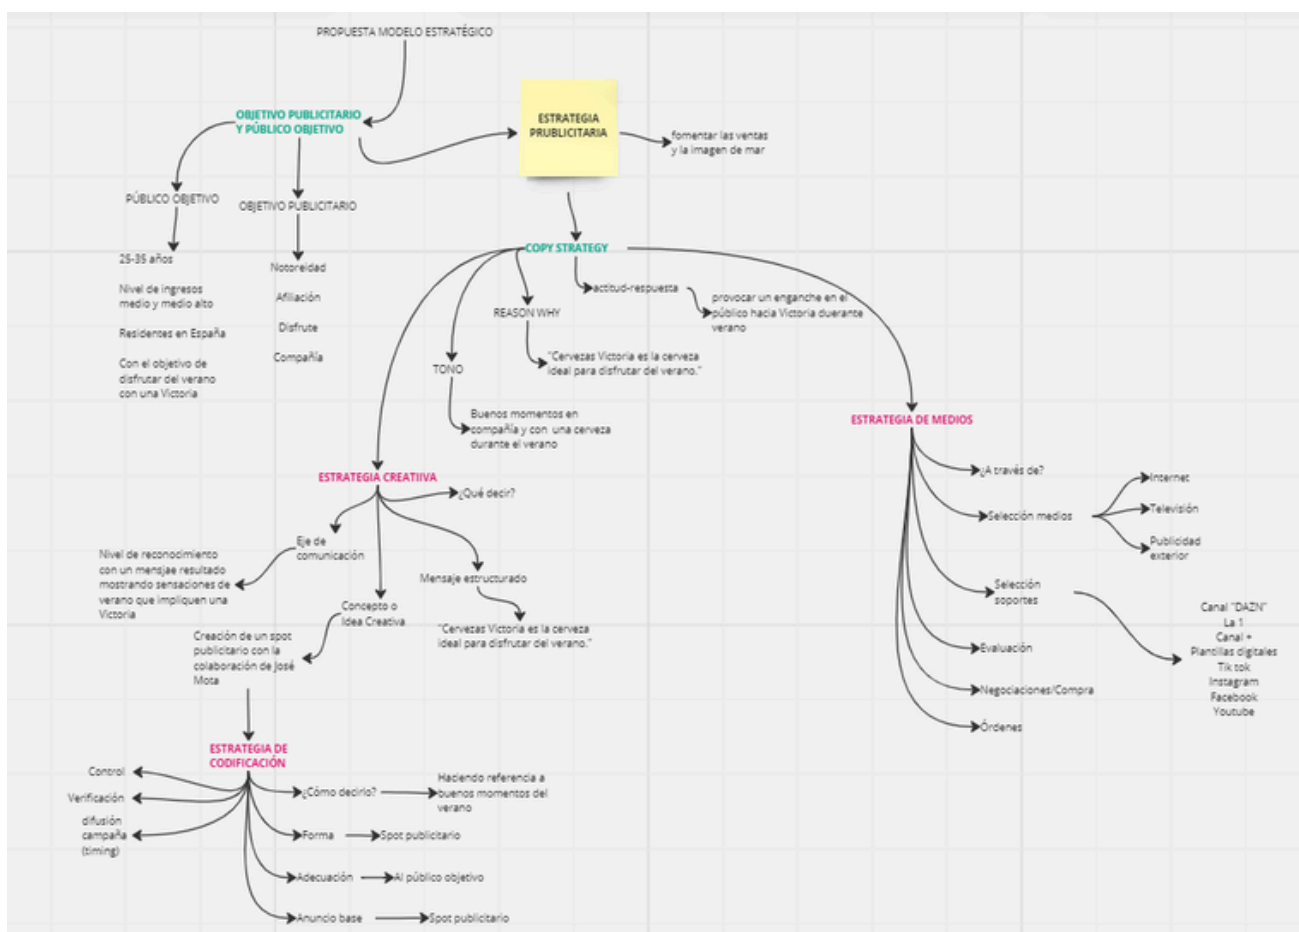 PROPUESTA MODELO ESTRATÉGICO
OBJETIVO PUBLICITARIO
Y PÚBLICO OBJETIVO
ESTRATEGIA
PRUBLICITARIA
fomentar las ventas
y la imagen de mar
PÚBLICO OBJETIVO
OBJETIVO PUBLICITARIO
25-35 años
Nivel de ingresos
medio y medio alto
Residentes en España
Con el objetivo de
disfrutar del verano
con una Victoria
Notoreidad
Afiliación
Disfrute
Compañía
COPY STRATEGY
actitud-respuesta
provocar un enganche en el
público hacia Victoria duerante
verano
REASON WHY
"Cervezas Victoria es la cerveza
ideal para disfrutar del verano."
TONO
Buenos momentos en
compañía y con una cerveza
durante el verano
ESTRATEGIA CREATIIVA
¿Qué decir?
Eje de
comunicación
Nivel de reconocimiento
con un mensjae resultado
mostrando sensaciones de
verano que impliquen una
Victoria
Mensaje estructurado
"Cervezas Victoria es la cerveza
ideal para disfrutar del verano."
Concepto o
Idea Creativa
Creación de un spot
publicitario con la
colaboración de José
Mota
ESTRATEGIA DE MEDIOS
¿A través de?
Selección medios
Internet
Televisión
Publicidad
exterior
Selección
soportes
Canal "DAZN"
La 1
Canal +
Plantillas digitales
Tik tok
Instagram
Facebook
Youtube
Evaluación
Negociaciones/Compra
Órdenes
ESTRATEGIA DE
CODIFICACIÓN
Control
Verificación
difusión
campaña
(timing)
¿Cómo decirlo?
Haciendo referencia a
buenos momentos del
verano
Forma
Spot publicitario
Adecuación
Al público objetivo
Anuncio base
Spot publicitario